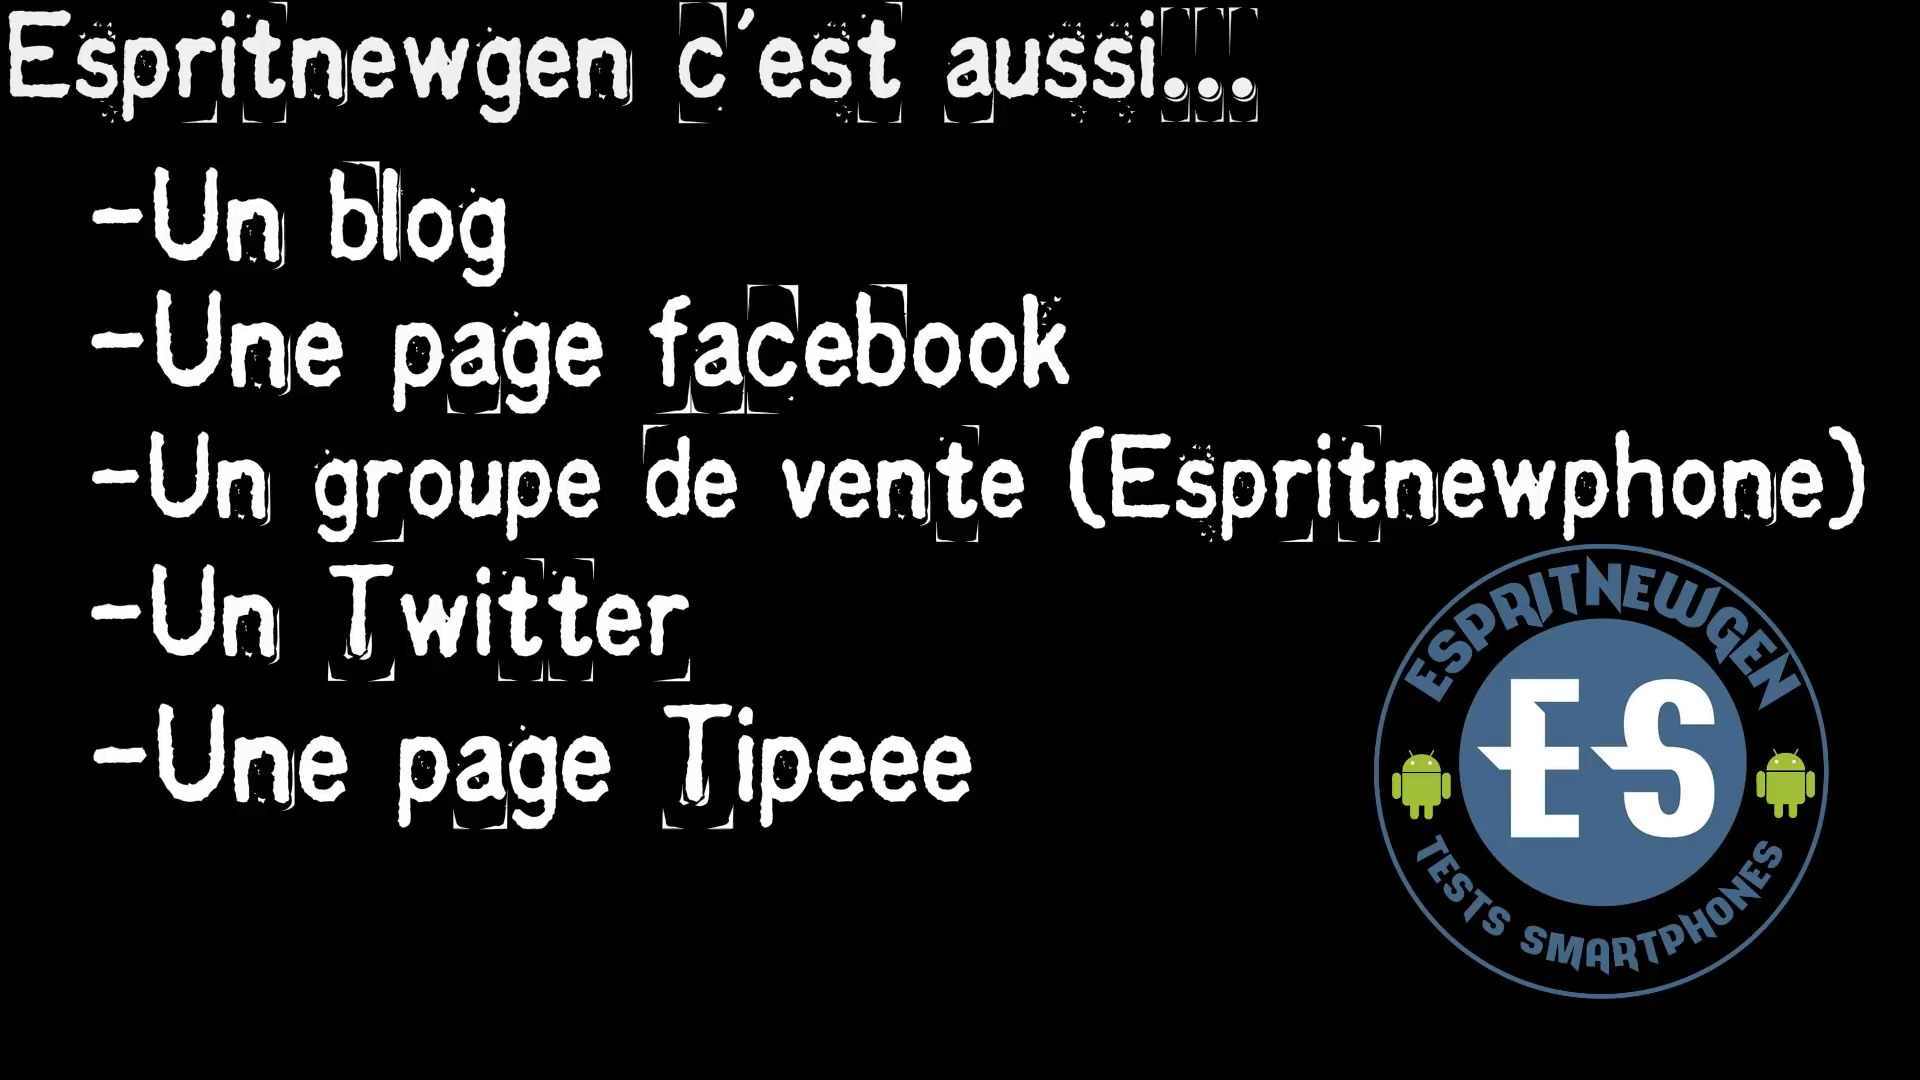 Espritnewgen c'est aussi...
-Un blog
-Une page facebook
-Un groupe de vente (Espritnewphone)
-Un Twitter
-Une page Tipeee
ESPRITNEWGEN
ES
TESTS SMARTPHONES